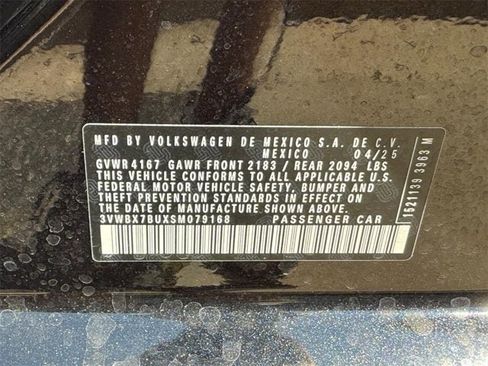 MFD BY VOLKSWAGEN DE MEXICO S.A. DE C.V.
MEXICO 04/25
GVWR 4167 GAWR FRONT 2183 / REAR 2094 LBS
THIS VEHICLE CONFORMS TO ALL APPLICABLE U.S.
FEDERAL MOTOR VEHICLE SAFETY, BUMPER AND
THEFT PREVENTION STANDARDS IN EFFECT ON
THE DATE OF MANUFACTURE SHOWN ABOVE.
3VWBX7BUXSM079168 PASSENGER CAR
1521139 3963 M